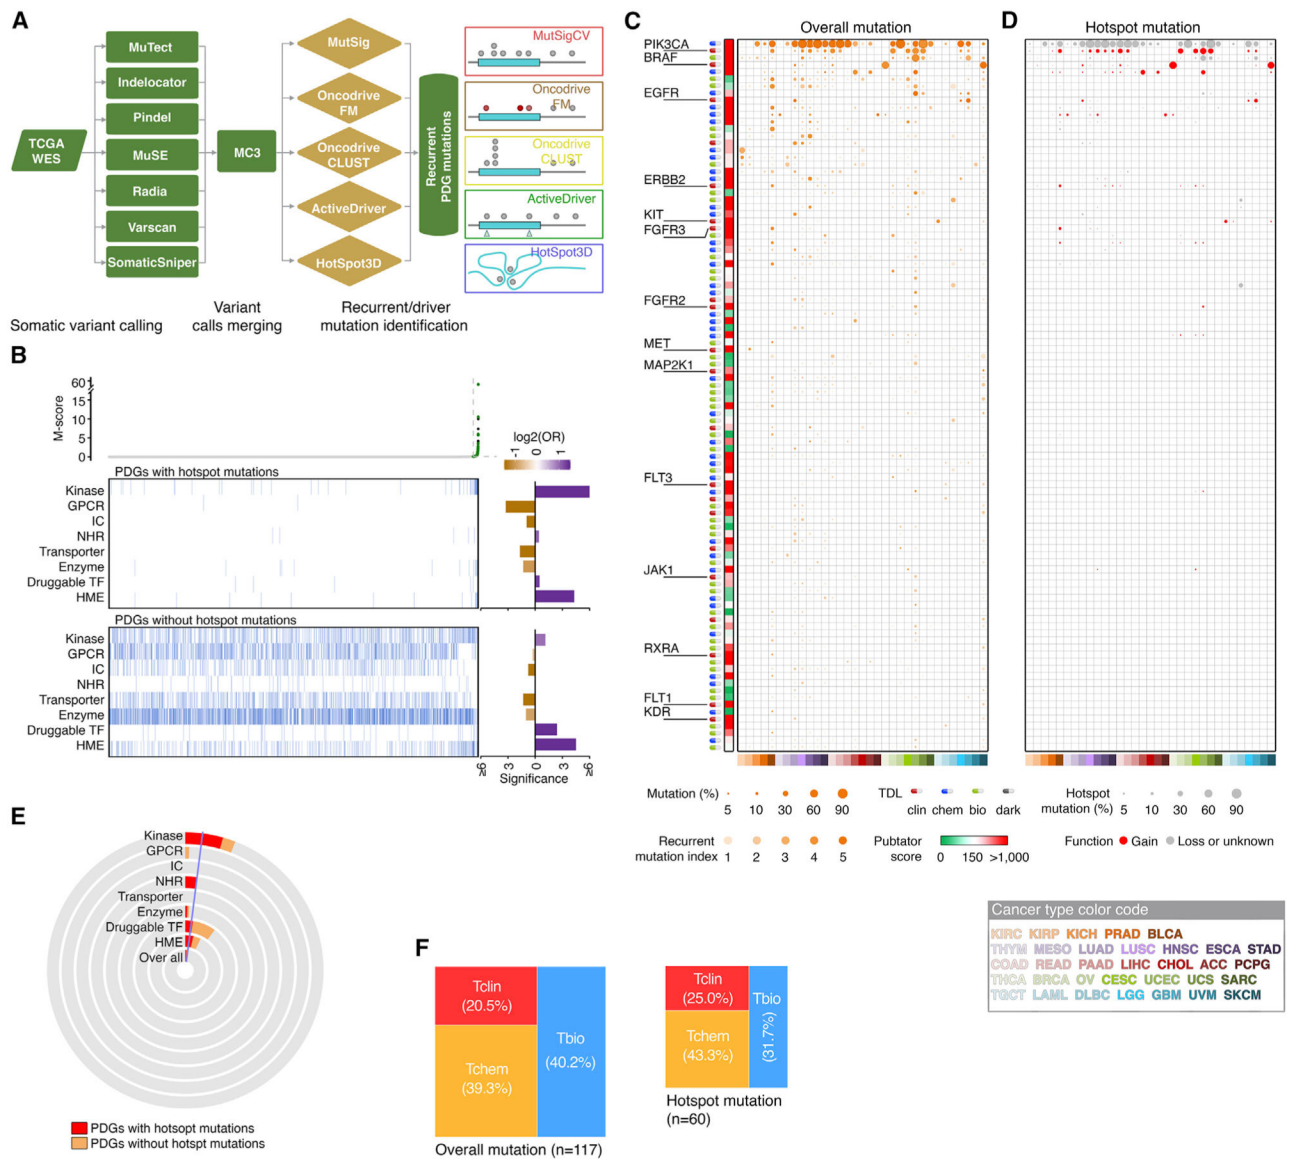 A
TCGA
WES
MuTect
Indelocator
Pindel
MuSE
Radia
Varscan
SomaticSniper
MC3
MutSig
Oncodrive
FM
Oncodrive
CLUST
ActiveDriver
HotSpot3D
Recurrent
PDG mutations
MutSigCV
Oncodrive
FM
Oncodrive
CLUST
ActiveDriver
HotSpot3D
Somatic variant calling
Variant
calls merging
Recurrent/driver
mutation identification
B
M-score
60
15
10
5
0
log2(OR)
-1
0
1
PDGs with hotspot mutations
Kinase
GPCR
IC
NHR
Transporter
Enzyme
Druggable TF
HME
PDGs without hotspot mutations
Kinase
GPCR
IC
NHR
Transporter
Enzyme
Druggable TF
HME
≥6
3
0
3
≥6
Significance
C
Overall mutation
PIK3CA
BRAF
EGFR
ERBB2
KIT
FGFR3
FGFR2
MET
MAP2K1
FLT3
JAK1
RXRA
FLT1
KDR
Mutation (%)
5 10 30 60 90
TDL
clin chem bio dark
Recurrent
mutation index
1 2 3 4 5
Pubtator
score
0 150 >1,000
D
Hotspot mutation
Hotspot
mutation (%)
5 10 30 60 90
Function Gain Loss or unknown
Cancer type color code
KIRC KIRP KICH PRAD BLCA
THYM MESO LUAD LUSC HNSC ESCA STAD
COAD READ PAAD LIHC CHOL ACC PCPG
THCA BRCA OV CESC UCEC UCS SARC
TGCT LAML DLBC LGG GBM UVM SKCM
E
Kinase
GPCR
IC
NHR
Transporter
Enzyme
Druggable TF
HME
Over all
PDGs with hotsopt mutations
PDGs without hotspt mutations
F
Tclin
(20.5%)
Tchem
(39.3%)
Tbio
(40.2%)
Overall mutation (n=117)
Tclin
(25.0%)
Tchem
(43.3%)
Tbio
(31.7%)
Hotspot mutation
(n=60)